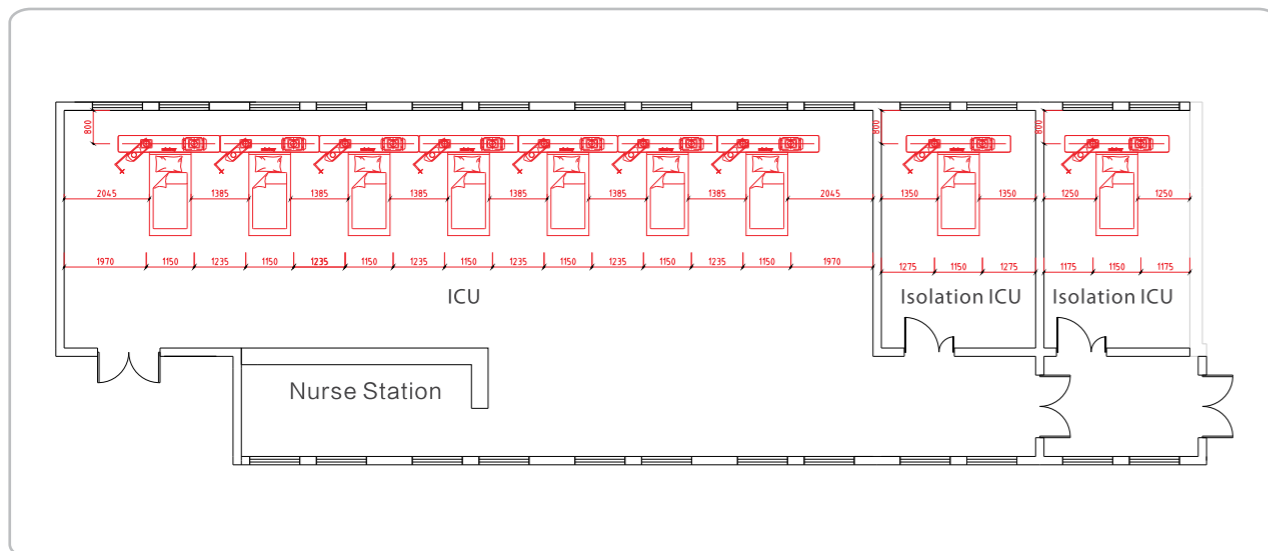 800 800 800
2045 1385 1385 1385 1385 1385 1385 2045 1350 1350 1250 1250
1970 1150 1235 1150 1235 1150 1235 1150 1235 1150 1235 1150 1235 1150 1970 1275 1150 1275 1175 1150 1175
ICU Isolation ICU Isolation ICU
Nurse Station